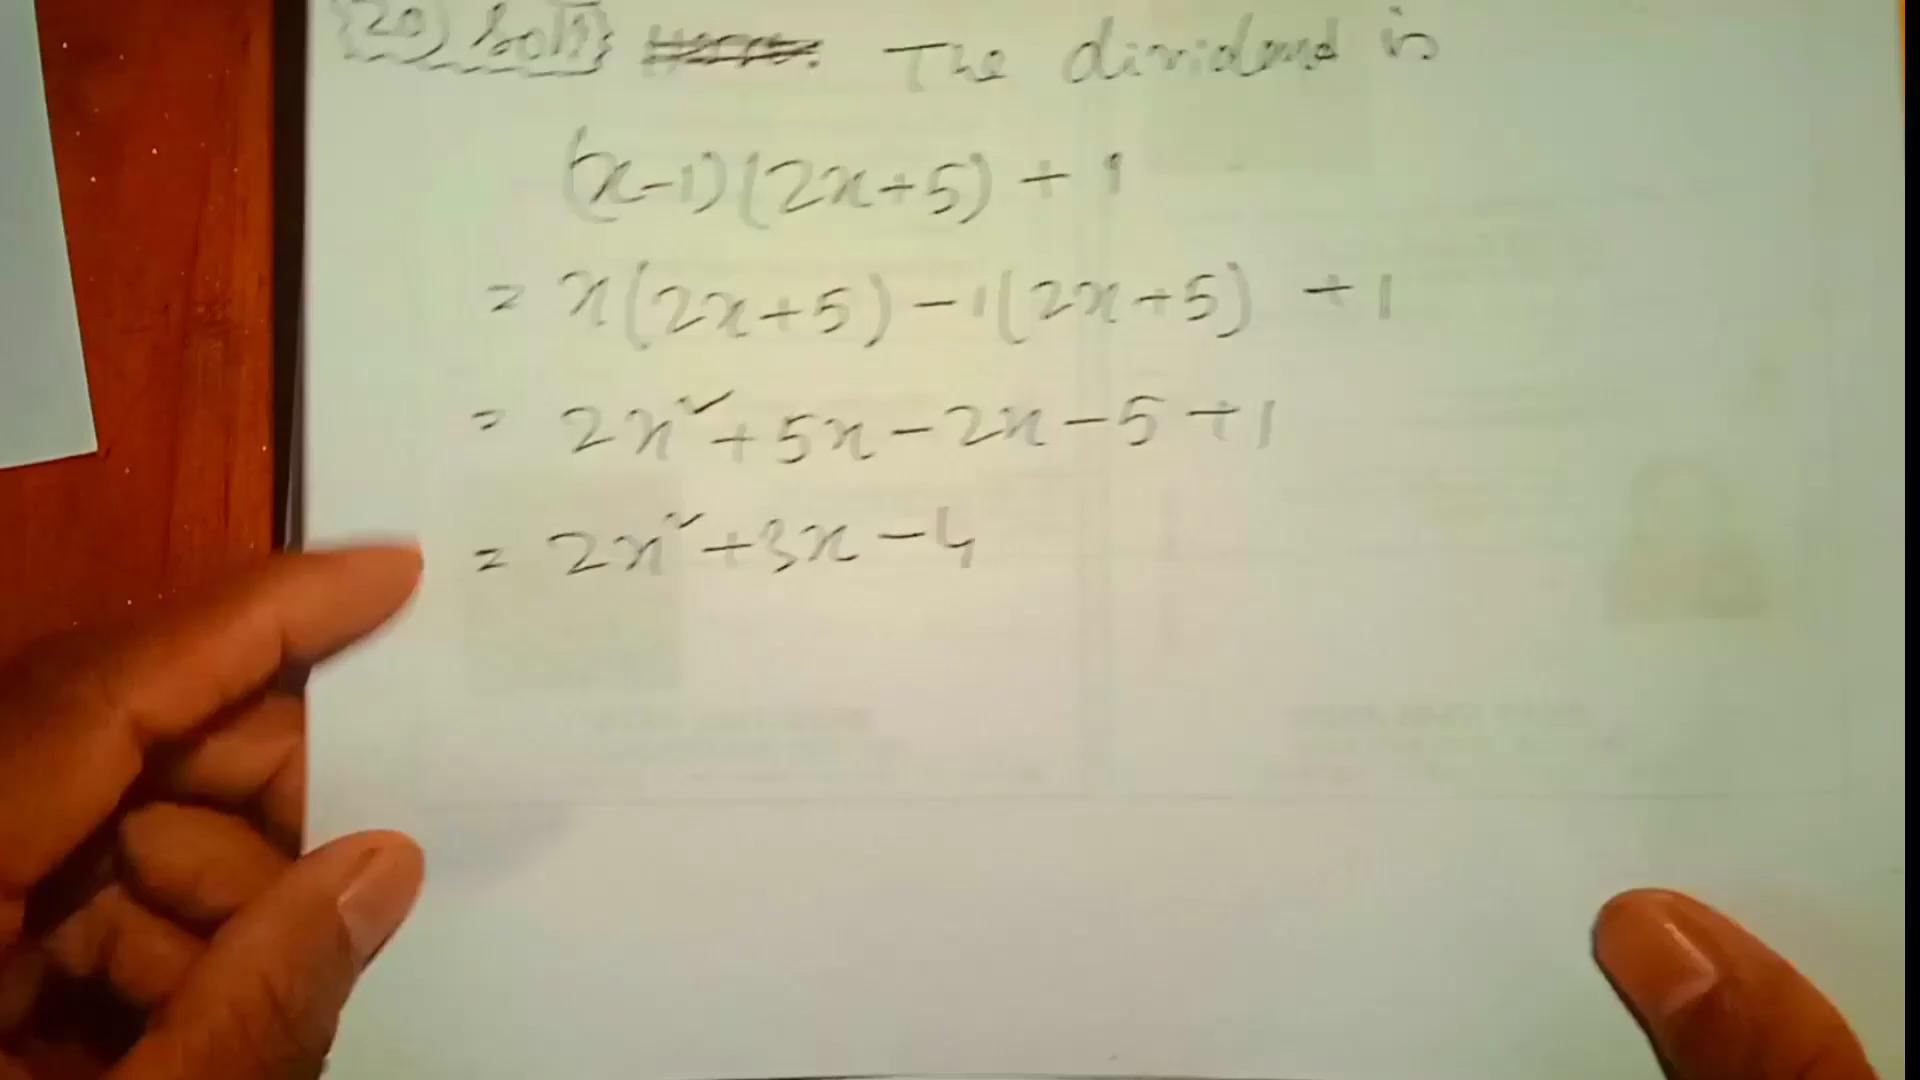 (20) Soln The dividend is
(x-1)(2x+5) + 1
= x(2x+5) - 1(2x+5) + 1
= 2x² + 5x - 2x - 5 + 1
= 2x² + 3x - 4